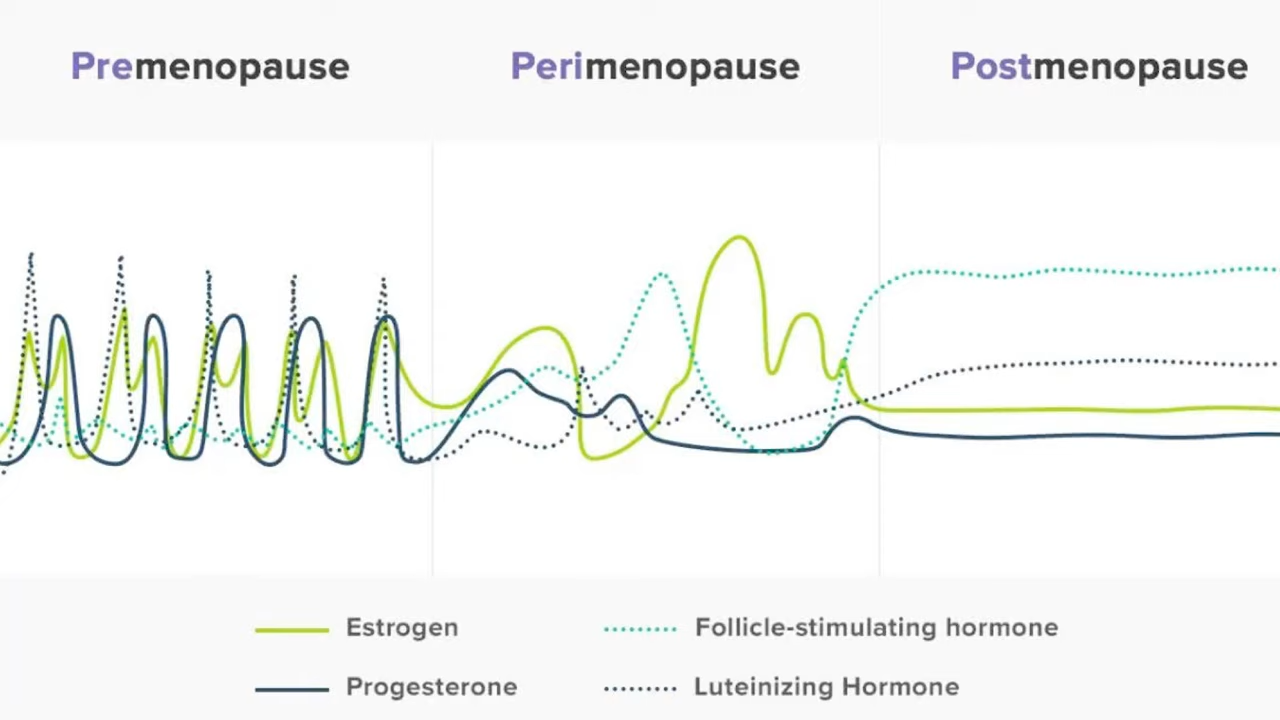 Premenopause
Perimenopause
Postmenopause
Estrogen
Follicle-stimulating hormone
Progesterone
Luteinizing Hormone